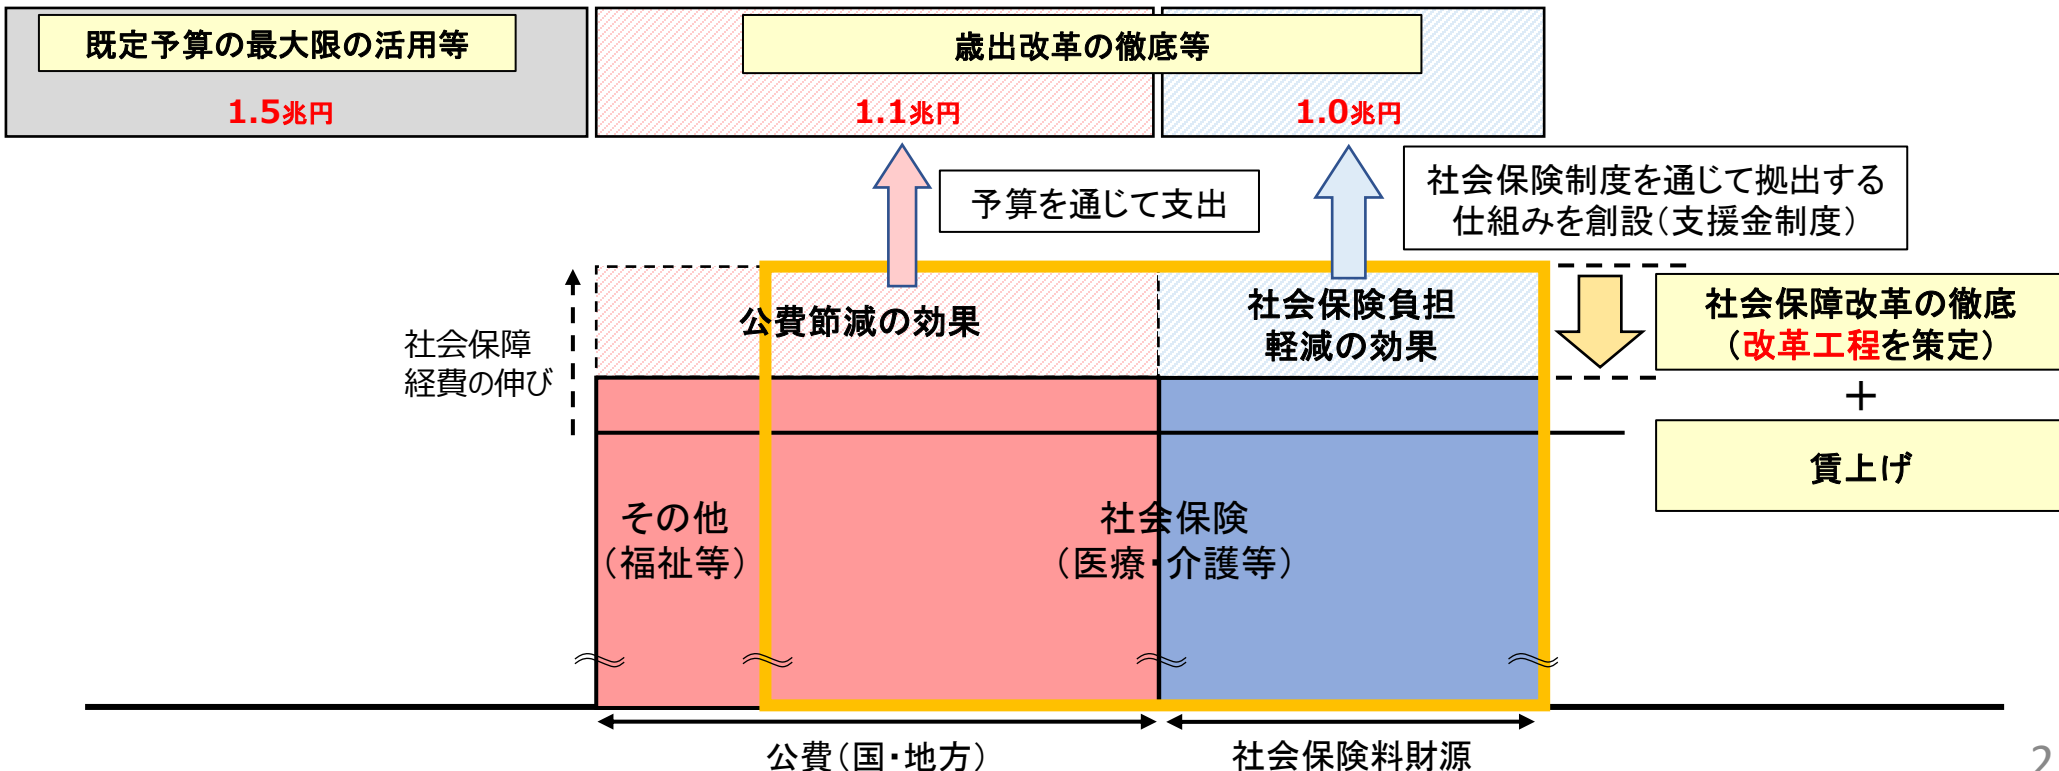 既定予算の最大限の活用等
歳出改革の徹底等
1.5兆円
1.1兆円
1.0兆円
予算を通じて支出
社会保険制度を通じて拠出する
仕組みを創設(支援金制度)
社会保障
経費の伸び
公費節減の効果
社会保険負担
軽減の効果
社会保障改革の徹底
(改革工程を策定)
+
賃上げ
その他
(福祉等)
社会保険
(医療・介護等)
公費(国・地方)
社会保険料財源
2